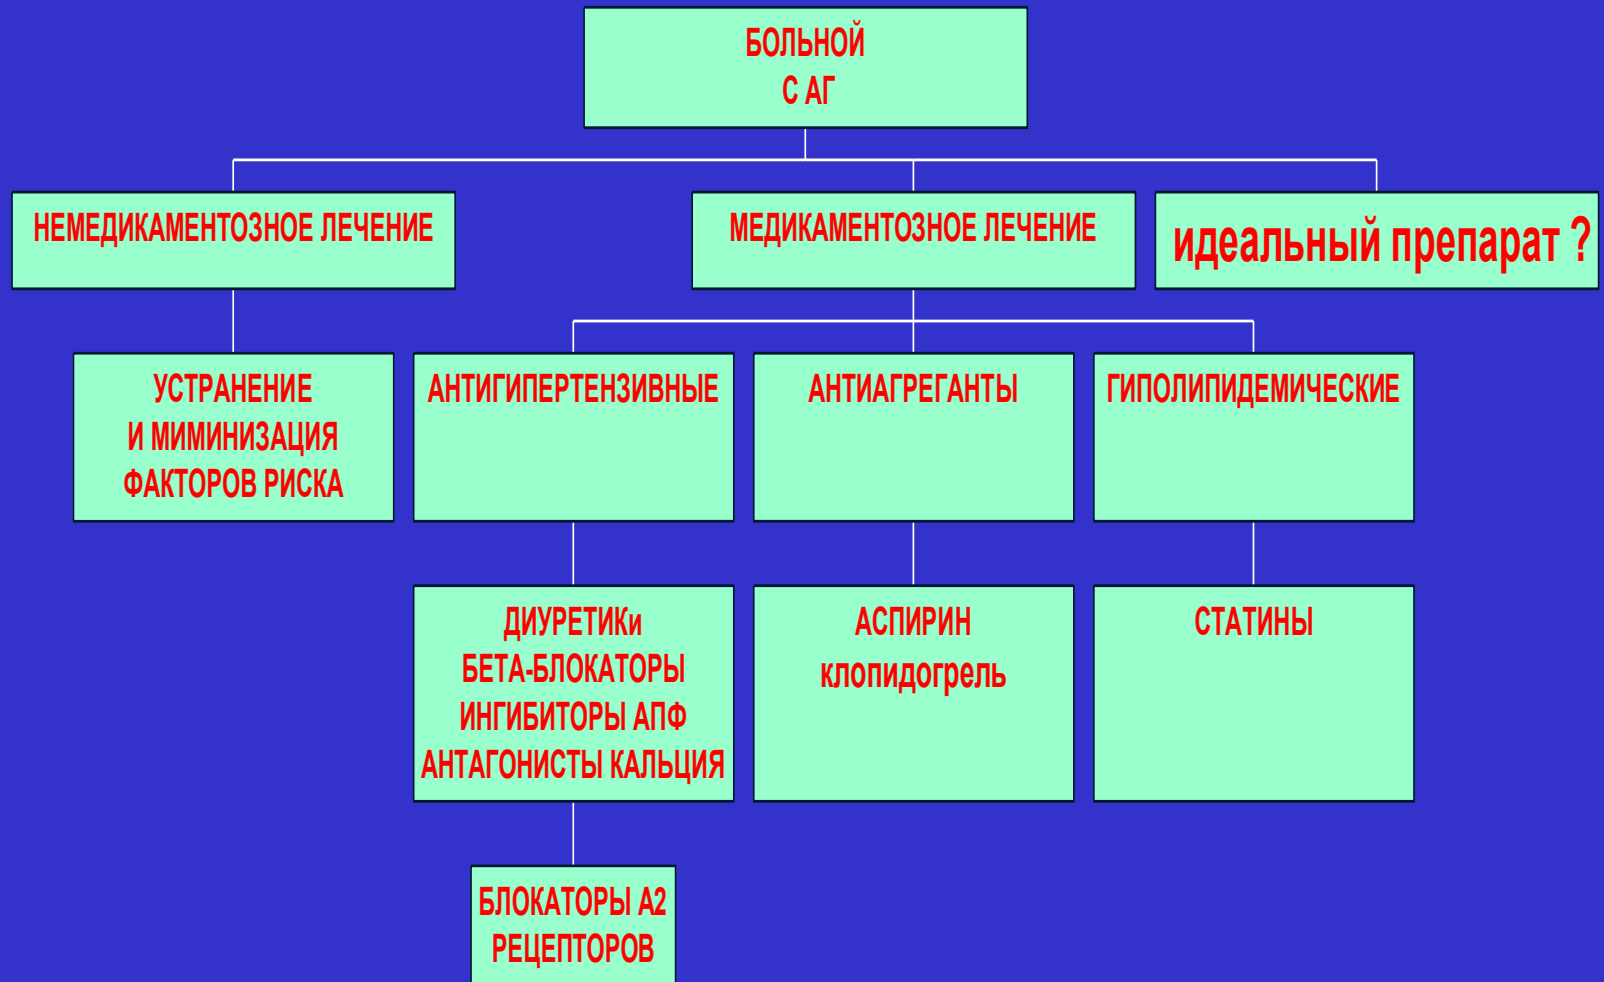 БОЛЬНОЙ
С АГ
НЕМЕДИКАМЕНТОЗНОЕ ЛЕЧЕНИЕ
МЕДИКАМЕНТОЗНОЕ ЛЕЧЕНИЕ
идеальный препарат ?
УСТРАНЕНИЕ
И МИМИНИЗАЦИЯ
ФАКТОРОВ РИСКА
АНТИГИПЕРТЕНЗИВНЫЕ
АНТИАГРЕГАНТЫ
ГИПОЛИПИДЕМИЧЕСКИЕ
ДИУРЕТИКи
БЕТА-БЛОКАТОРЫ
ИНГИБИТОРЫ АПФ
АНТАГОНИСТЫ КАЛЬЦИЯ
АСПИРИН
клопидогрель
СТАТИНЫ
БЛОКАТОРЫ А2
РЕЦЕПТОРОВ